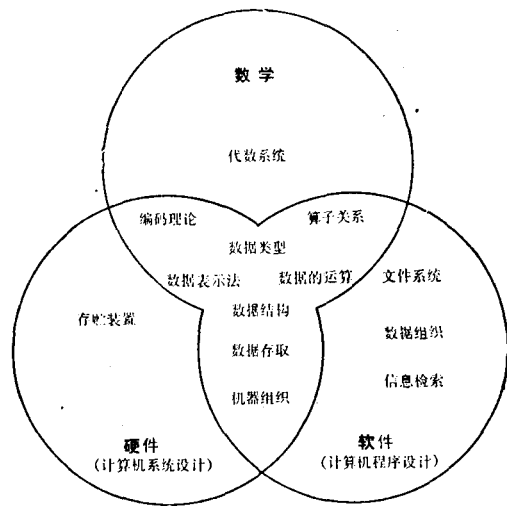 数学
代数系统
编码理论
算子关系
数据类型
数据表示法
数据的运算
文件系统
数据结构
存贮装置
数据组织
数据存取
信息检索
机器组织
硬件
(计算机系统设计)
软件
(计算机程序设计)